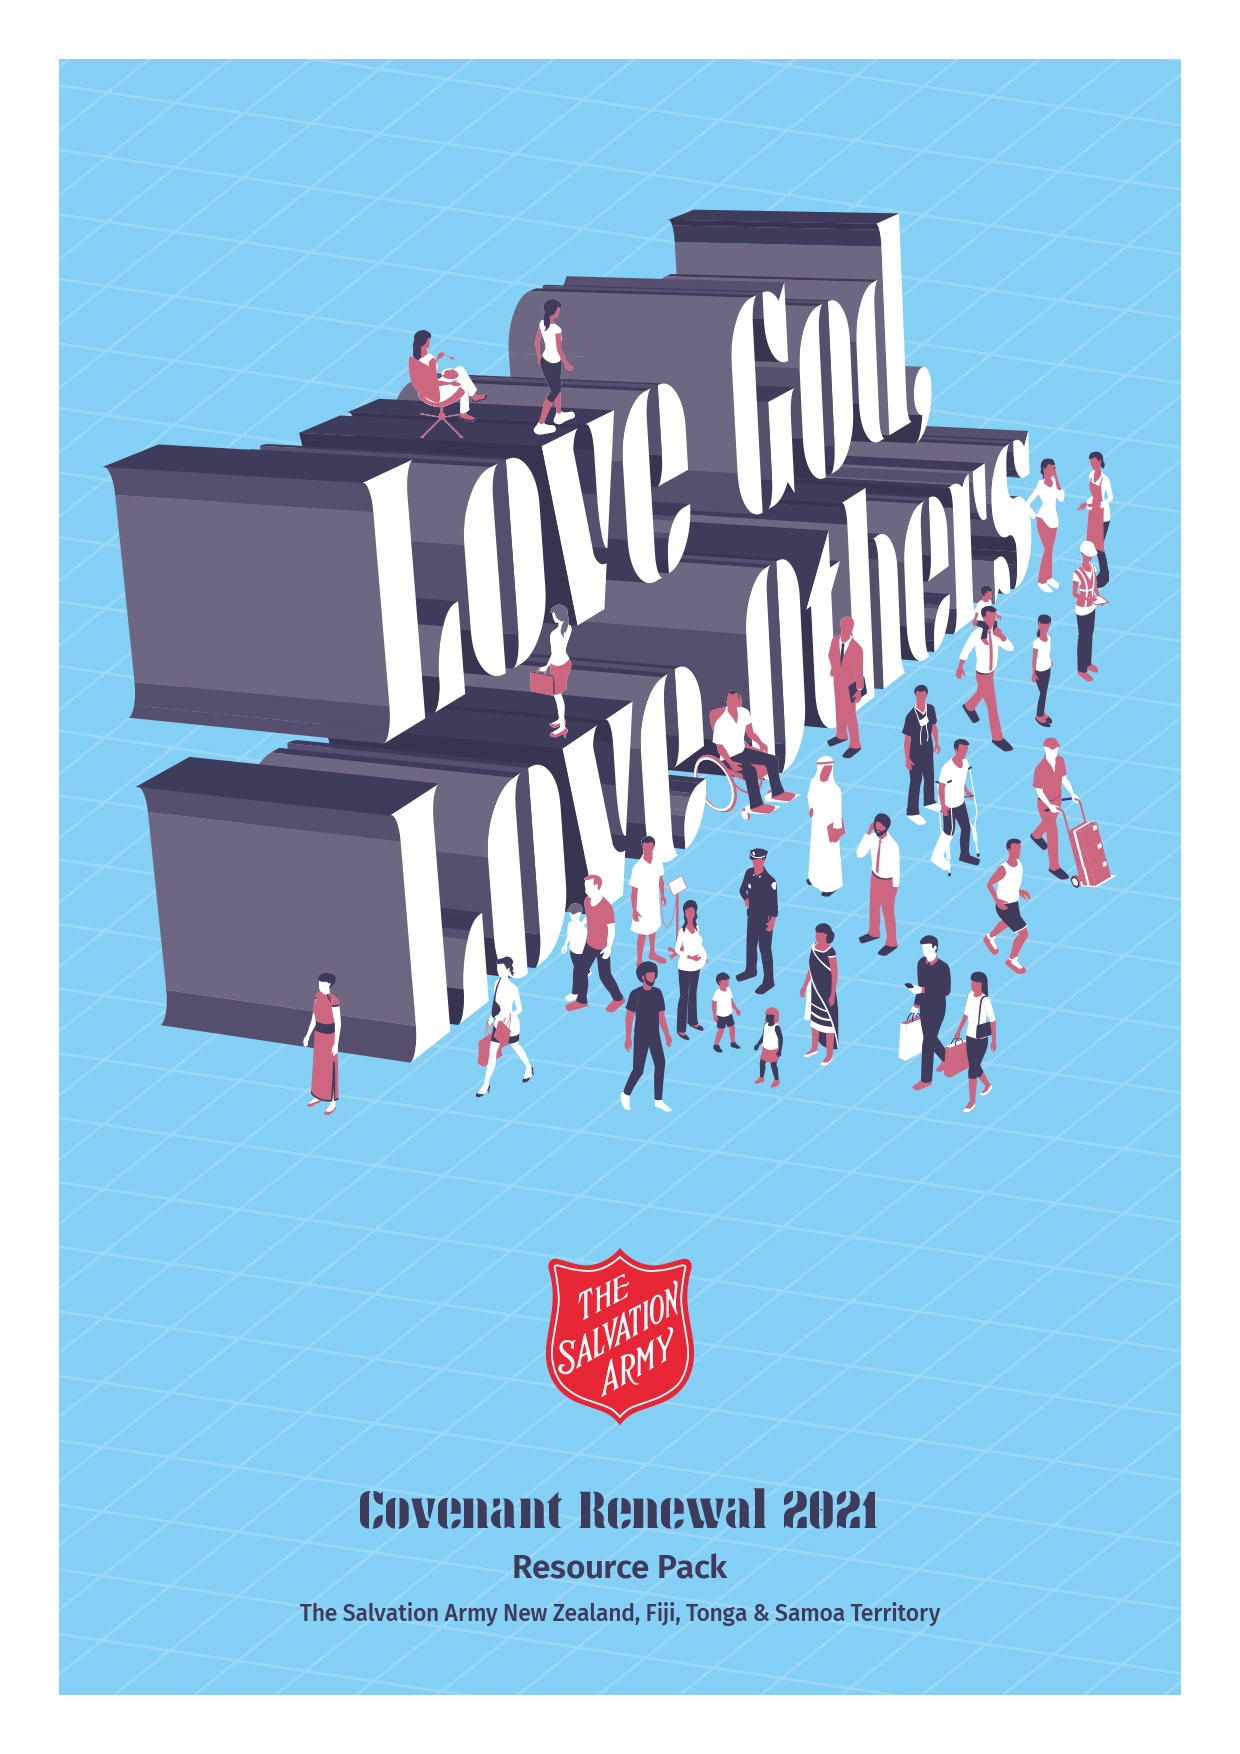 Love God,
Love others
THE
SALVATION
ARMY
Covenant Renewal 2021
Resource Pack
The Salvation Army New Zealand, Fiji, Tonga & Samoa Territory